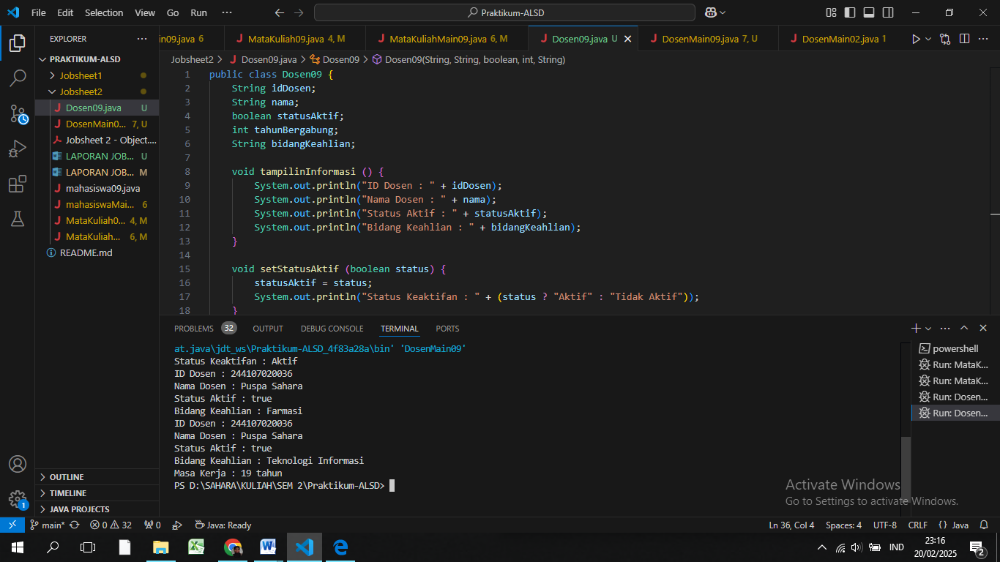 File Edit Selection View Go Run ··· Praktikum-ALSD
EXPLORER ···
in09.java 6 MataKuliah09.java 4, M MataKuliahMain09.java 6, M Dosen09.java U DosenMain09.java 7, U DosenMain02.java 1 ···
PRAKTIKUM-ALSD
Jobsheet1
Jobsheet2
Dosen09.java U
DosenMain0... 7, U
Jobsheet 2 - Object....
LAPORAN JOB... U
LAPORAN JOB... M
mahasiswa09.java
mahasiswaMai... 6
MataKuliah0... 4, M
MataKuliah... 6, M
README.md
OUTLINE
TIMELINE
JAVA PROJECTS
Jobsheet2 > Dosen09.java > Dosen09 > Dosen09(String, String, boolean, int, String)
1 public class Dosen09 {
2 String idDosen;
3 String nama;
4 boolean statusAktif;
5 int tahunBergabung;
6 String bidangKeahlian;
7
8 void tampilinInformasi () {
9 System.out.println("ID Dosen : " + idDosen);
10 System.out.println("Nama Dosen : " + nama);
11 System.out.println("Status Aktif : " + statusAktif);
12 System.out.println("Bidang Keahlian : " + bidangKeahlian);
13 }
14
15 void setStatusAktif (boolean status) {
16 statusAktif = status;
17 System.out.println("Status Keaktifan : " + (status ? "Aktif" : "Tidak Aktif"));
18 }
PROBLEMS 32 OUTPUT DEBUG CONSOLE TERMINAL PORTS ···
at.java\jdt_ws\Praktikum-ALSD_4f83a28a\bin' 'DosenMain09'
Status Keaktifan : Aktif
ID Dosen : 244107020036
Nama Dosen : Puspa Sahara
Status Aktif : true
Bidang Keahlian : Farmasi
ID Dosen : 244107020036
Nama Dosen : Puspa Sahara
Status Aktif : true
Bidang Keahlian : Teknologi Informasi
Masa Kerja : 19 tahun
PS D:\SAHARA\KULIAH\SEM 2\Praktikum-ALSD>
powershell
Run: MataK...
Run: MataK...
Run: Dosen...
Run: Dosen...
Activate Windows
Go to Settings to activate Windows.
1
main* 0 32 0 Java: Ready Ln 36, Col 4 Spaces: 4 UTF-8 CRLF {} Java
IND
23:16
20/02/2025
2